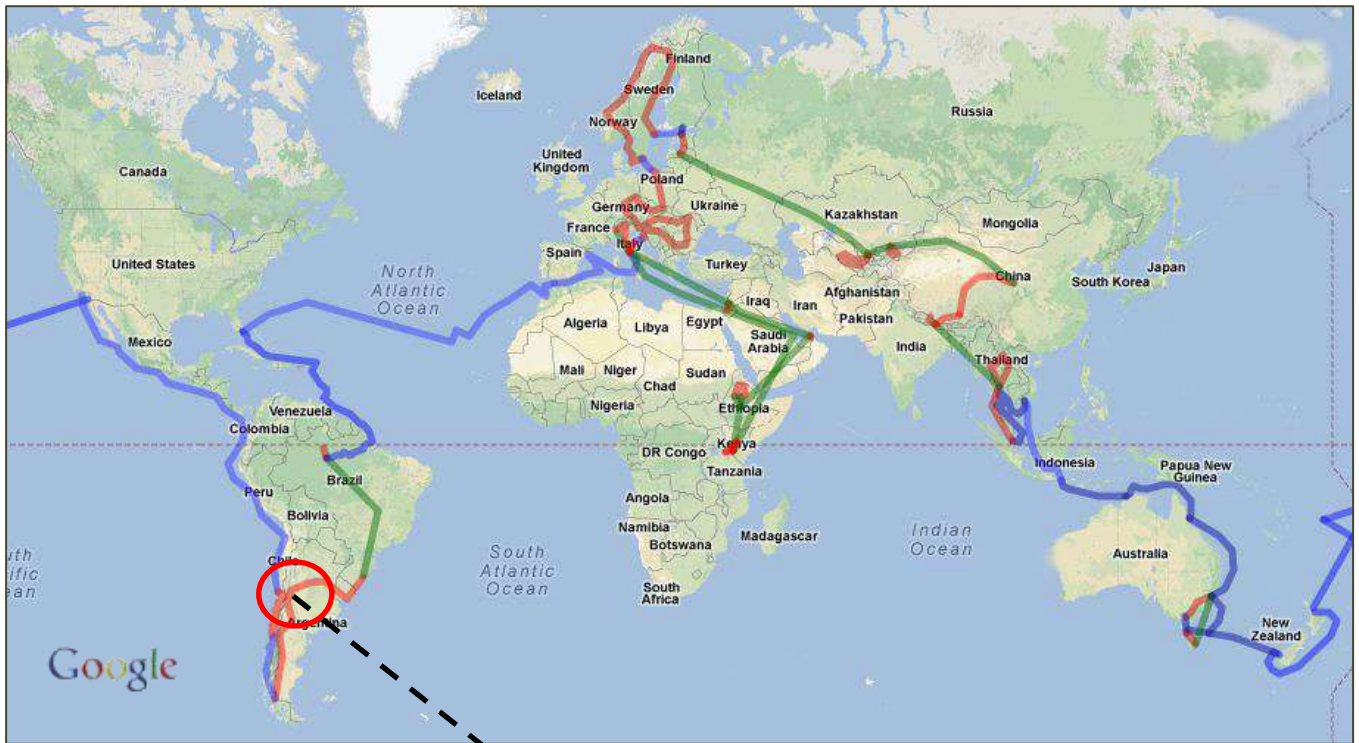 Iceland
Finland
Sweden
Norway
Russia
United
Kingdom
Canada
Poland
Germany
Ukraine
Kazakhstan
Mongolia
France
Italy
Spain
Turkey
China
South Korea
Japan
United States
North
Atlantic
Ocean
Iraq
Iran
Afghanistan
Pakistan
Algeria
Libya
Egypt
Saudi
Arabia
India
Mexico
Mali
Niger
Chad
Sudan
Thailand
Nigeria
Ethiopia
Venezuela
Colombia
DR Congo
Kenya
Tanzania
Indonesia
Papua New
Guinea
Brazil
Peru
Bolivia
Angola
Namibia
Botswana
Madagascar
Indian
Ocean
Australia
Chile
South
Atlantic
Ocean
South
Africa
uth
ific
ean
Argentina
New
Zealand
Google